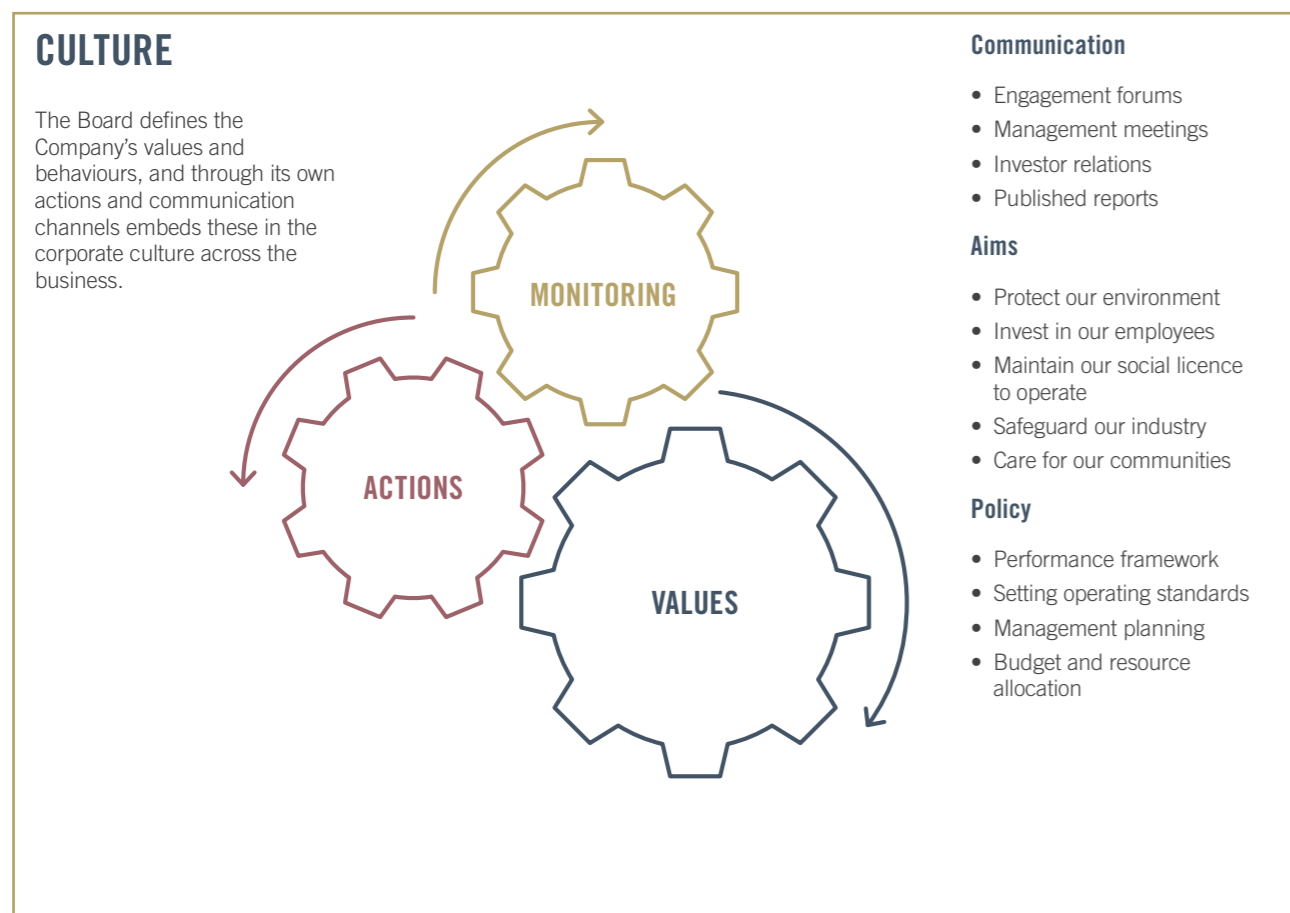 CULTURE
The Board defines the
Company’s values and
behaviours, and through its own
actions and communication
channels embeds these in the
corporate culture across the
business.
MONITORING
ACTIONS
VALUES
Communication
• Engagement forums
• Management meetings
• Investor relations
• Published reports
Aims
• Protect our environment
• Invest in our employees
• Maintain our social licence
to operate
• Safeguard our industry
• Care for our communities
Policy
• Performance framework
• Setting operating standards
• Management planning
• Budget and resource
allocation